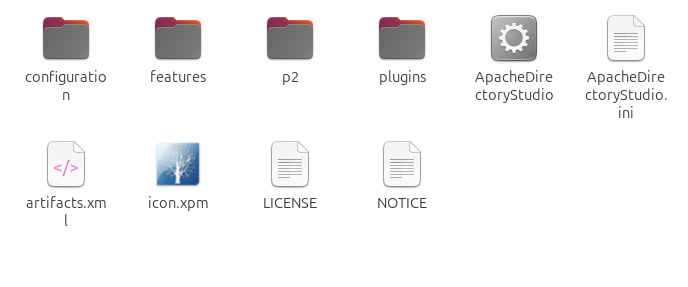 configuratio
n
features
p2
plugins
ApacheDire
ctoryStudio
ApacheDire
ctoryStudio.
ini
artifacts.xm
l
icon.xpm
LICENSE
NOTICE